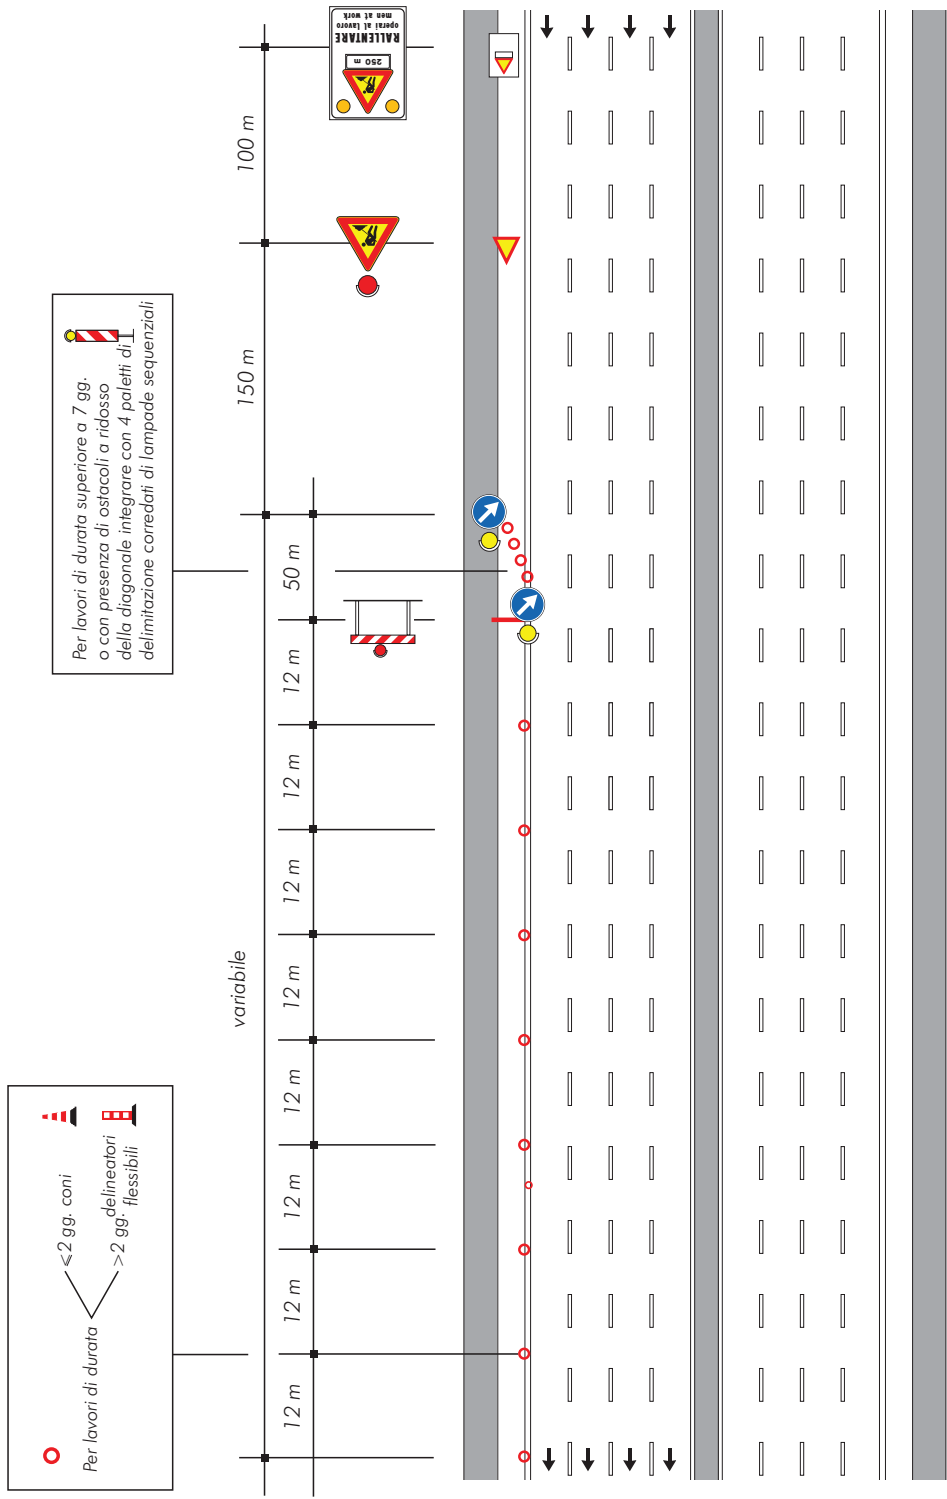 RALLENTARE
operai al lavoro
men at work
250 m
100 m
150 m
Per lavori di durata superiore a 7 gg.
o con presenza di ostacoli a ridosso
della diagonale integrare con 4 paletti di
delimitazione corredati di lampade sequenziali
50 m
12 m
12 m
12 m
12 m
12 m
12 m
12 m
12 m
variabile
Per lavori di durata
⩽2 gg. coni
>2 gg. delineatori
flessibili